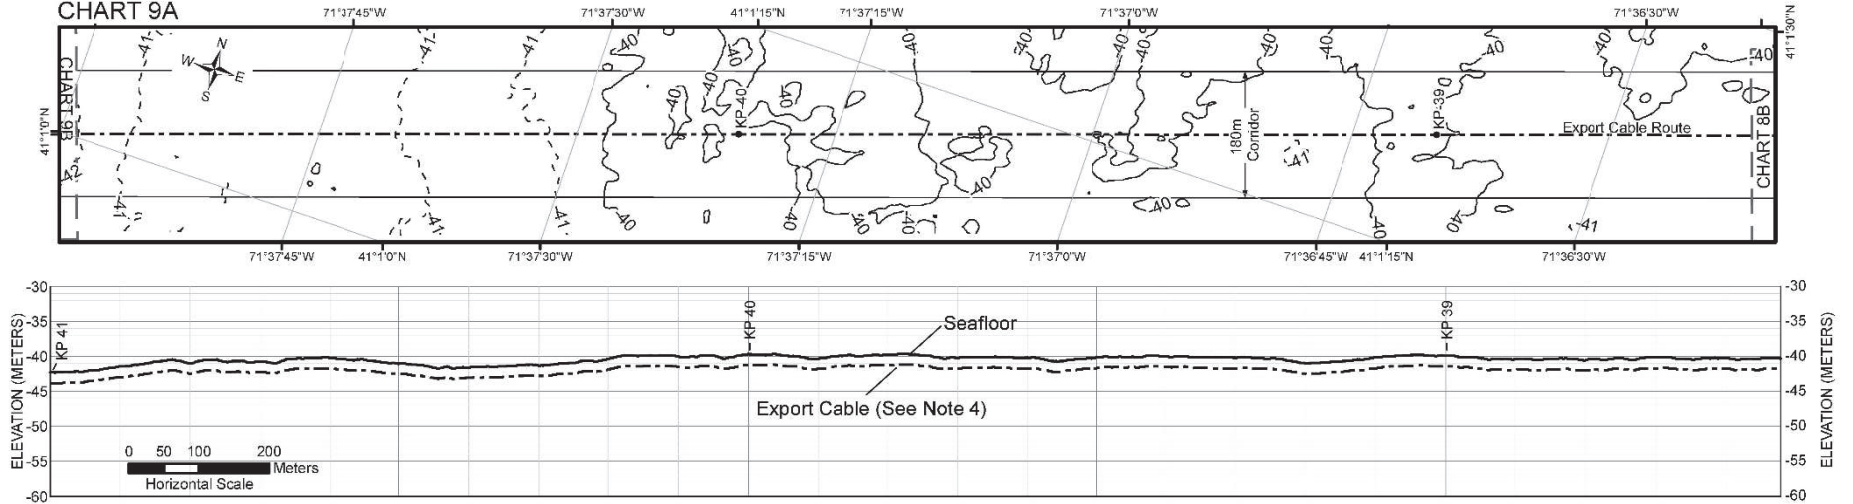 CHART 9A
71°37'45"W 71°37'30"W 41°1'15"N 71°37'15"W 71°37'0"W 71°36'30"W
41°1'30"N
-41 -41 -41 -40 -40 -40 -40 -40 -40 -40 -40 -40 -40 -40
N
W E
S
CHART 9B
-40 -40 -40
KP-40
KP-39
41°1'0"N
180m
Corridor
Export Cable Route
CHART 8B
-42
-41
-40
-40
-41 -41 -41 -40 -40 -40 -40 -40 -40 -40 -41
71°37'45"W 41°1'0"N 71°37'30"W 71°37'15"W 71°37'0"W 71°36'45"W 41°1'15"N 71°36'30"W
-30 -30
KP 41
KP 40
KP 39
Seafloor
-35 -35
-40 -40
-45 -45
Export Cable (See Note 4)
-50 -50
-55 -55
-60 -60
ELEVATION (METERS)
ELEVATION (METERS)
0 50 100 200
Meters
Horizontal Scale